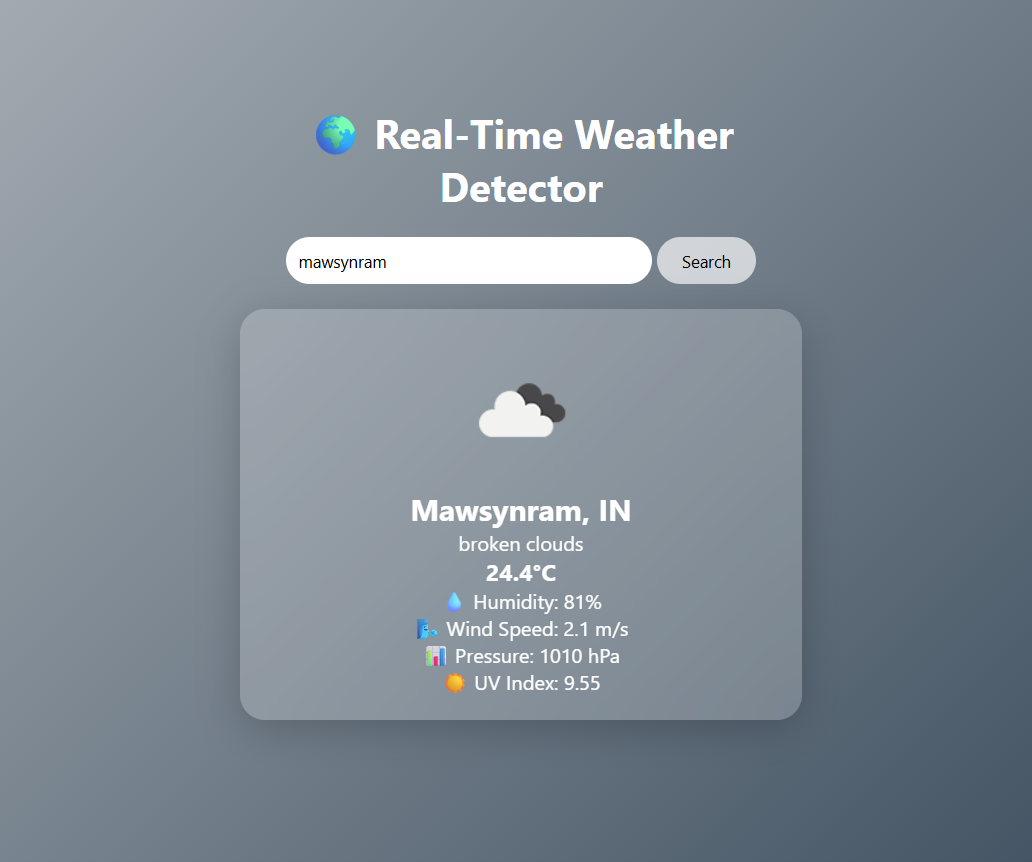 🌍 Real-Time Weather
Detector
mawsynram
Search
Mawsynram, IN
broken clouds
24.4°C
💧 Humidity: 81%
🌬️ Wind Speed: 2.1 m/s
📊 Pressure: 1010 hPa
☀️ UV Index: 9.55